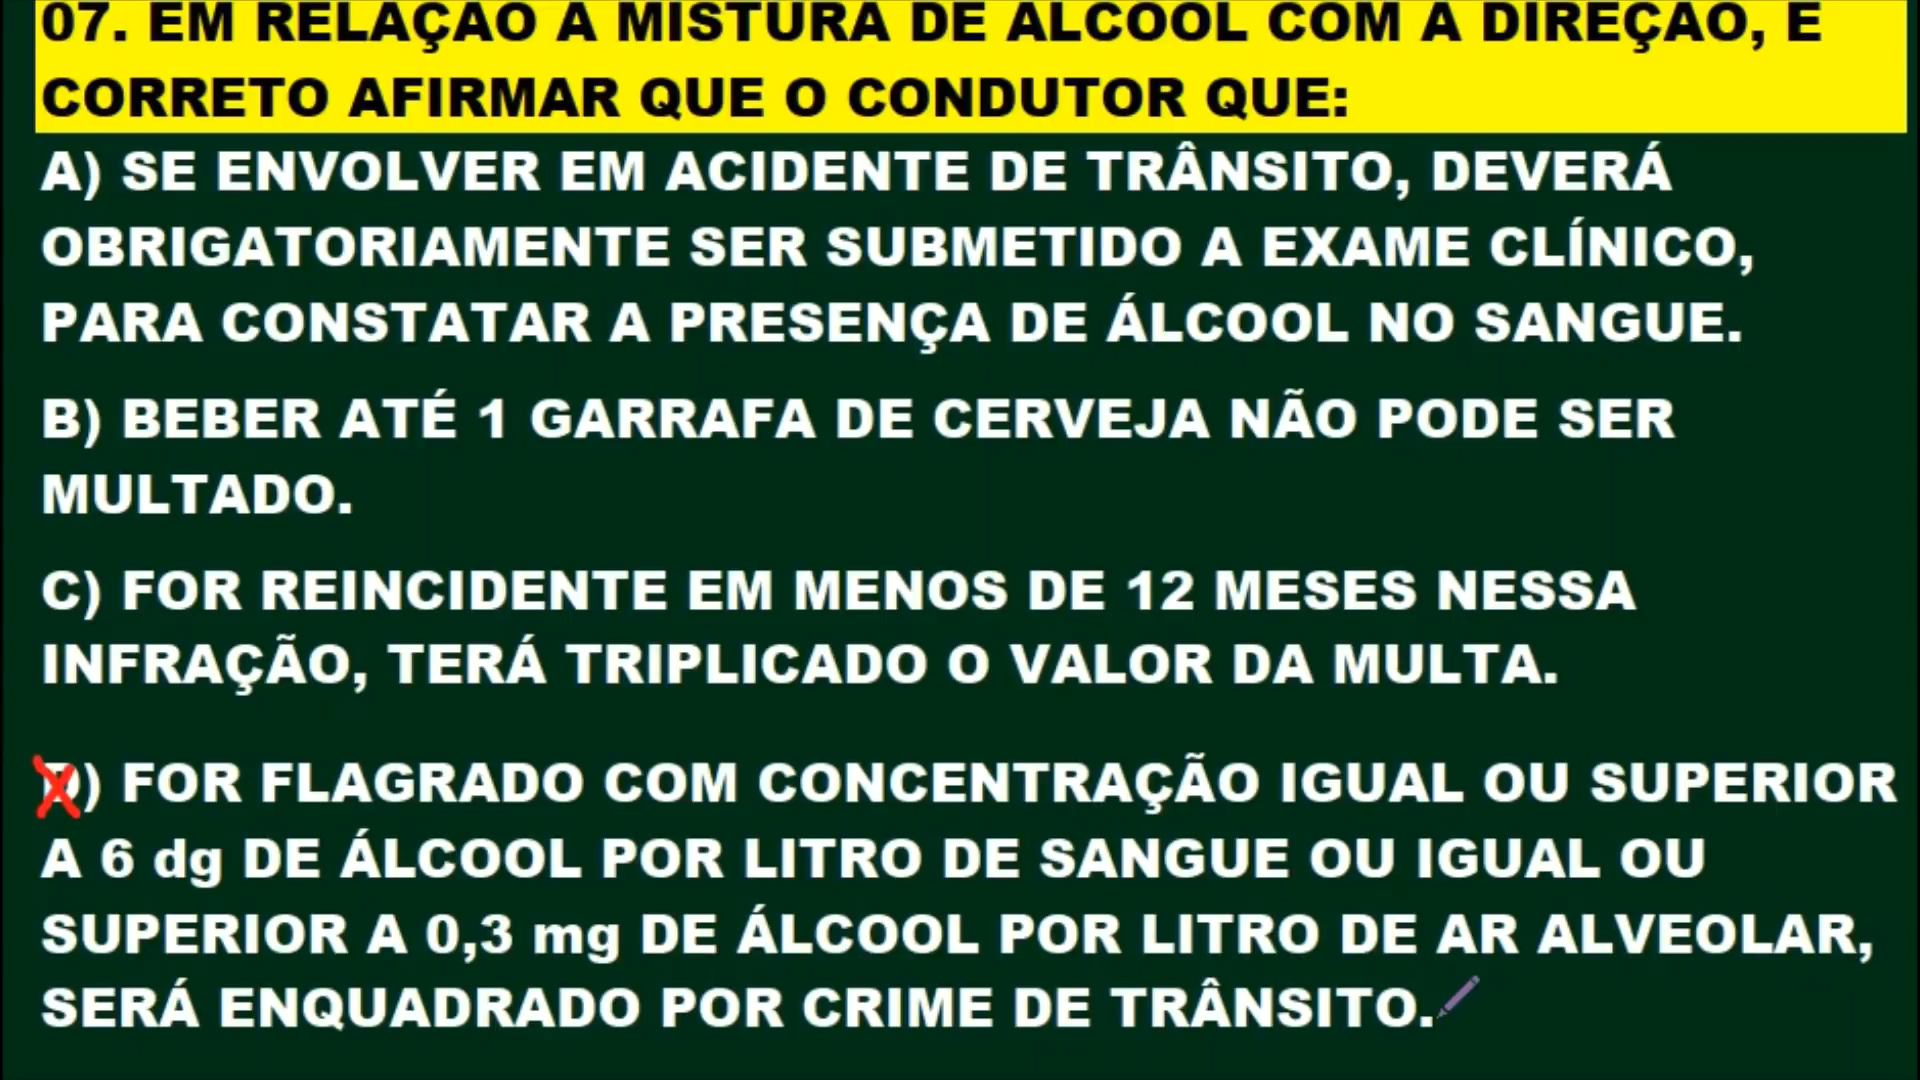 07. EM RELAÇÃO A MISTURA DE ÁLCOOL COM A DIREÇÃO, É
CORRETO AFIRMAR QUE O CONDUTOR QUE:
A) SE ENVOLVER EM ACIDENTE DE TRÂNSITO, DEVERÁ
OBRIGATORIAMENTE SER SUBMETIDO A EXAME CLÍNICO,
PARA CONSTATAR A PRESENÇA DE ÁLCOOL NO SANGUE.
B) BEBER ATÉ 1 GARRAFA DE CERVEJA NÃO PODE SER
MULTADO.
C) FOR REINCIDENTE EM MENOS DE 12 MESES NESSA
INFRAÇÃO, TERÁ TRIPLICADO O VALOR DA MULTA.
D) FOR FLAGRADO COM CONCENTRAÇÃO IGUAL OU SUPERIOR
A 6 dg DE ÁLCOOL POR LITRO DE SANGUE OU IGUAL OU
SUPERIOR A 0,3 mg DE ÁLCOOL POR LITRO DE AR ALVEOLAR,
SERÁ ENQUADRADO POR CRIME DE TRÂNSITO.